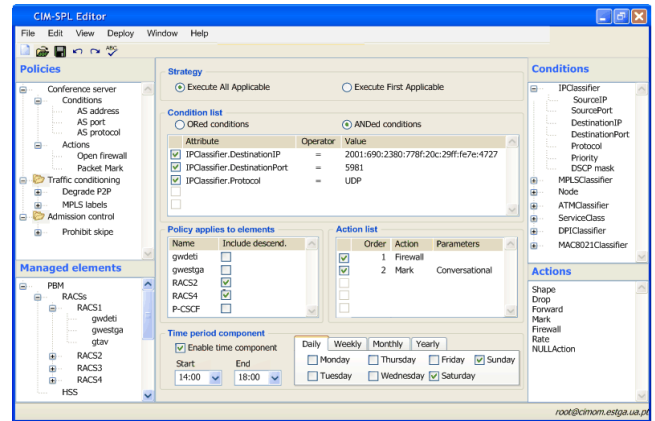 CIM-SPL Editor
File Edit View Deploy Window Help
ABC
Policies
Conference server
Conditions
AS address
AS port
AS protocol
Actions
Open firewall
Packet Mark
Traffic conditioning
Degrade P2P
MPLS labels
Admission control
Prohibit skipe
Managed elements
PBM
RACSs
RACS1
gwdeti
gwestga
gtav
RACS2
RACS3
RACS4
HSS
Strategy
Execute All Applicable Execute First Applicable
Condition list
ORed conditions ANDed conditions
Attribute Operator Value
IPClassifier.DestinationIP = 2001:690:2380:778f:20c:29ff:fe7e:4727
IPClassifier.DestinationPort = 5981
IPClassifier.Protocol = UDP
Policy applies to elements
Name Include descend.
gwdeti
gwestga
RACS2
RACS4
P-CSCF
Action list
Order Action Parameters
1 Firewall
2 Mark Conversational
Time period component
Enable time component
Start End
14:00 18:00
Daily Weekly Monthly Yearly
Monday Thursday Friday Sunday
Tuesday Wednesday Saturday
Conditions
IPClassifier
SourceIP
SourcePort
DestinationIP
DestinationPort
Protocol
Priority
DSCP mask
MPLSClassifier
Node
ATMClassifier
ServiceClass
DPIClassifier
MAC8021Classifier
Actions
Shape
Drop
Forward
Mark
Firewall
Rate
NULLAction
root@cimom.estga.ua.pt